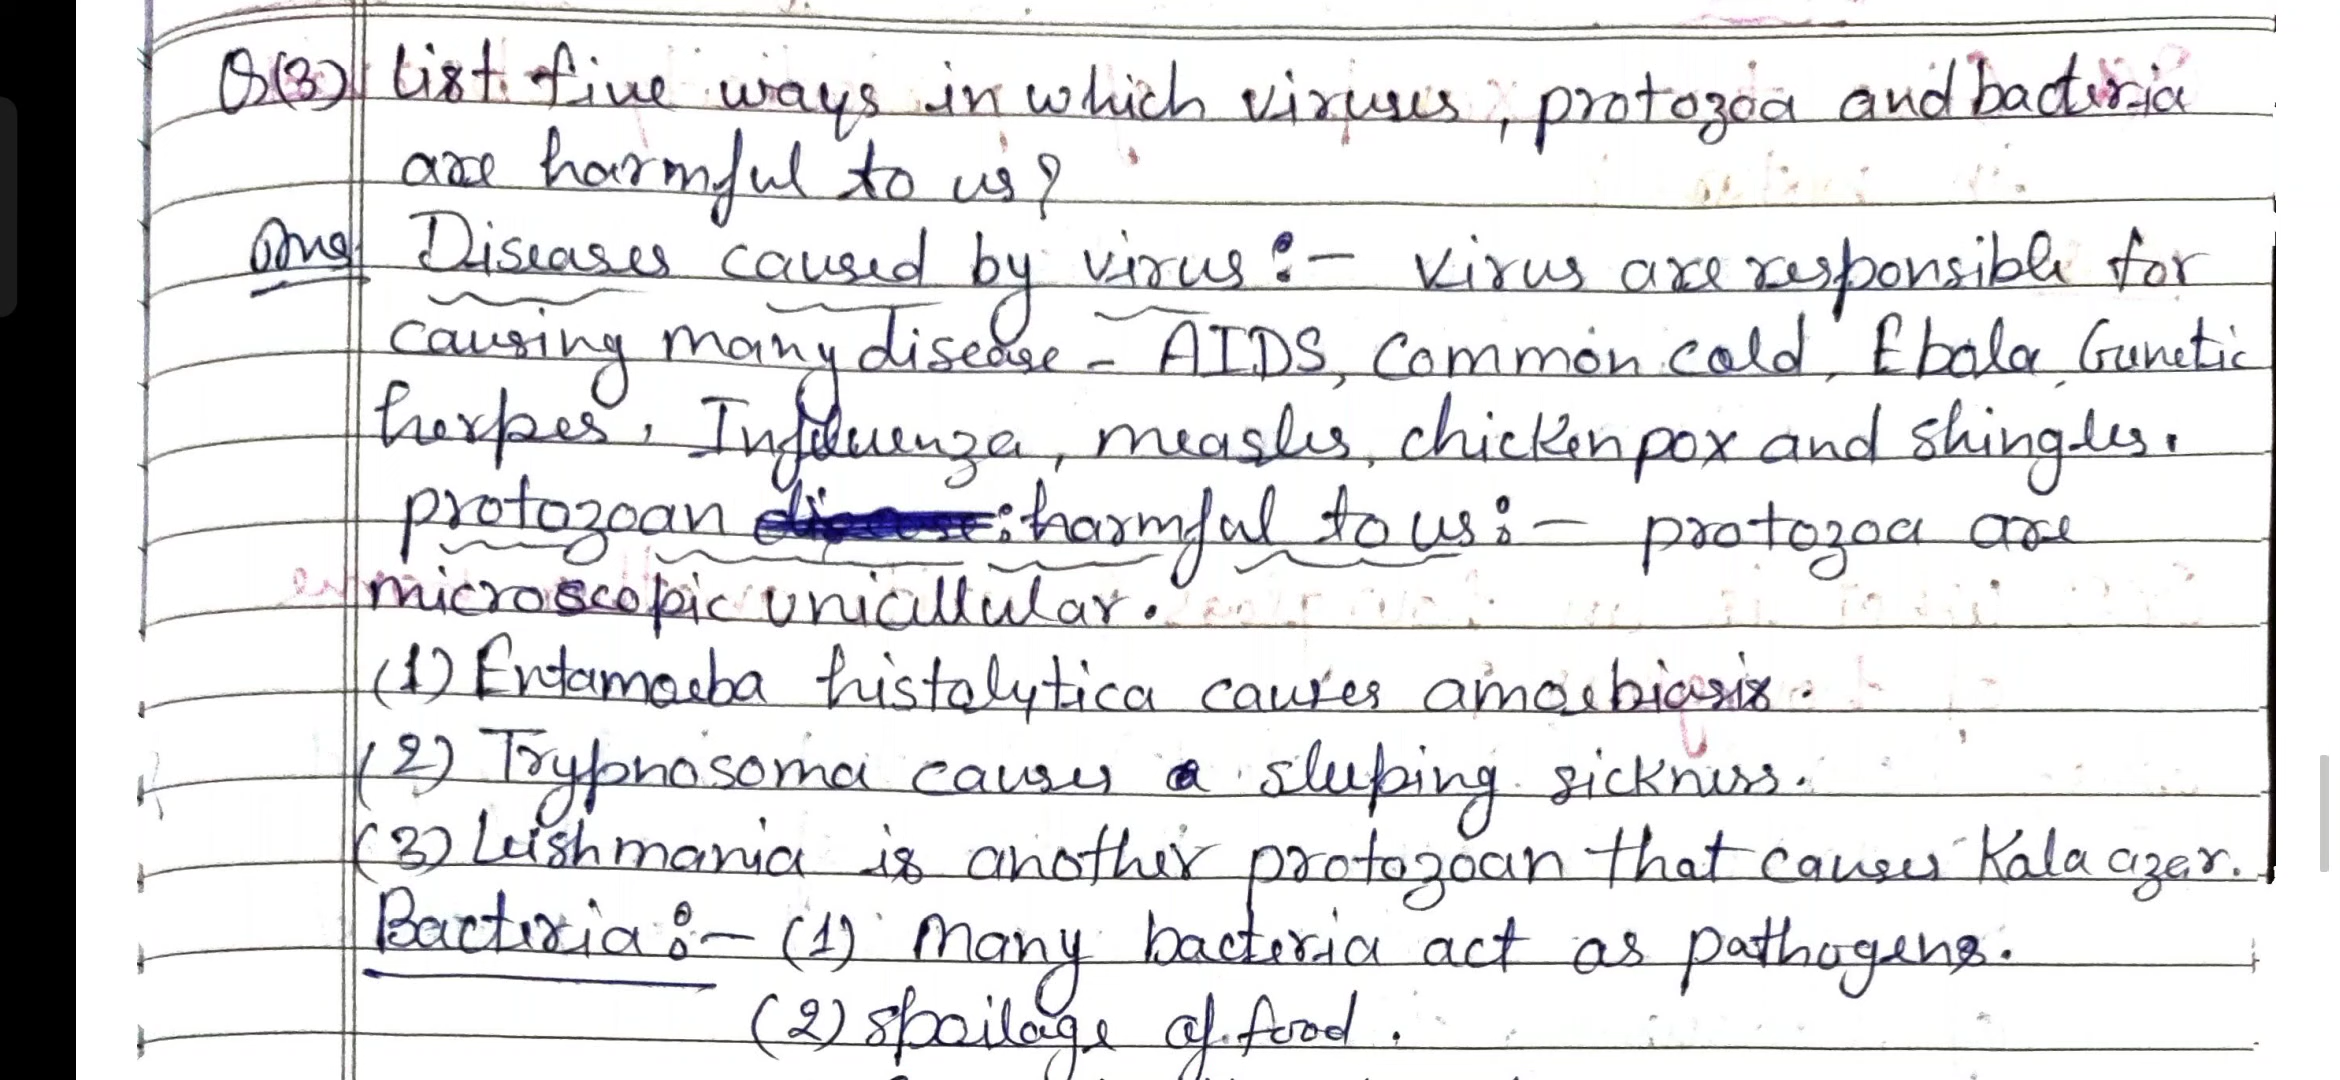 Q(3) List five ways in which viruses, protozoa and bacteria
are harmful to us?
Ans Diseases caused by virus :- Virus are responsible for
causing many disease - AIDS, Common cold, Ebola, Genetic
herpes, Influenza, measles, chickenpox and shingles.
protozoan harmful to us :- protozoa are
microscopic unicellular.
(1) Entamoeba histolytica causes amoebiasis.
(2) Trypnosoma causes a sleeping sickness.
(3) Leishmania is another protozoan that causes Kala azer.
Bacteria :- (1) Many bacteria act as pathogens.
(2) spoilage of food.